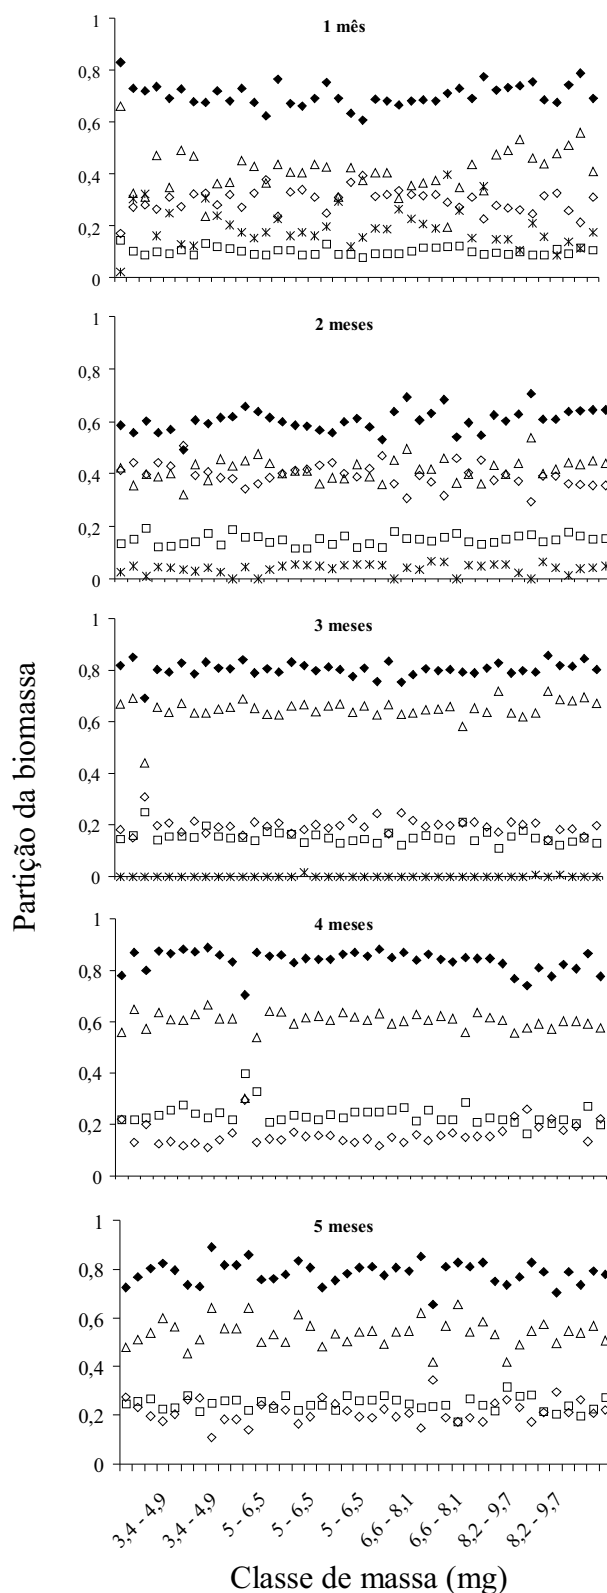 1 mês
1
0,8
0,6
0,4
0,2
0
2 meses
1
0,8
0,6
0,4
0,2
0
3 meses
1
0,8
0,6
0,4
0,2
0
4 meses
1
0,8
0,6
0,4
0,2
0
5 meses
1
0,8
0,6
0,4
0,2
0
Partição da biomassa
3,4 - 4,9
3,4 - 4,9
5 - 6,5
5 - 6,5
5 - 6,5
6,6 - 8,1
6,6 - 8,1
8,2 - 9,7
8,2 - 9,7
Classe de massa (mg)